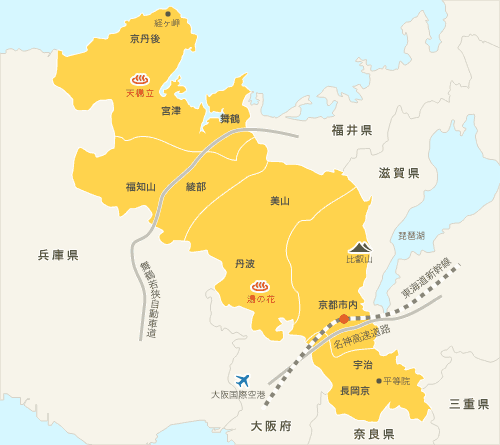 経ヶ岬
京丹後
天橋立
宮津
舞鶴
福井県
滋賀県
福知山
綾部
美山
琵琶湖
兵庫県
比叡山
丹波
東海道新幹線
舞鶴若狭自動車道
湯の花
京都市内
名神高速道路
宇治
平等院
長岡京
大阪国際空港
三重県
大阪府
奈良県